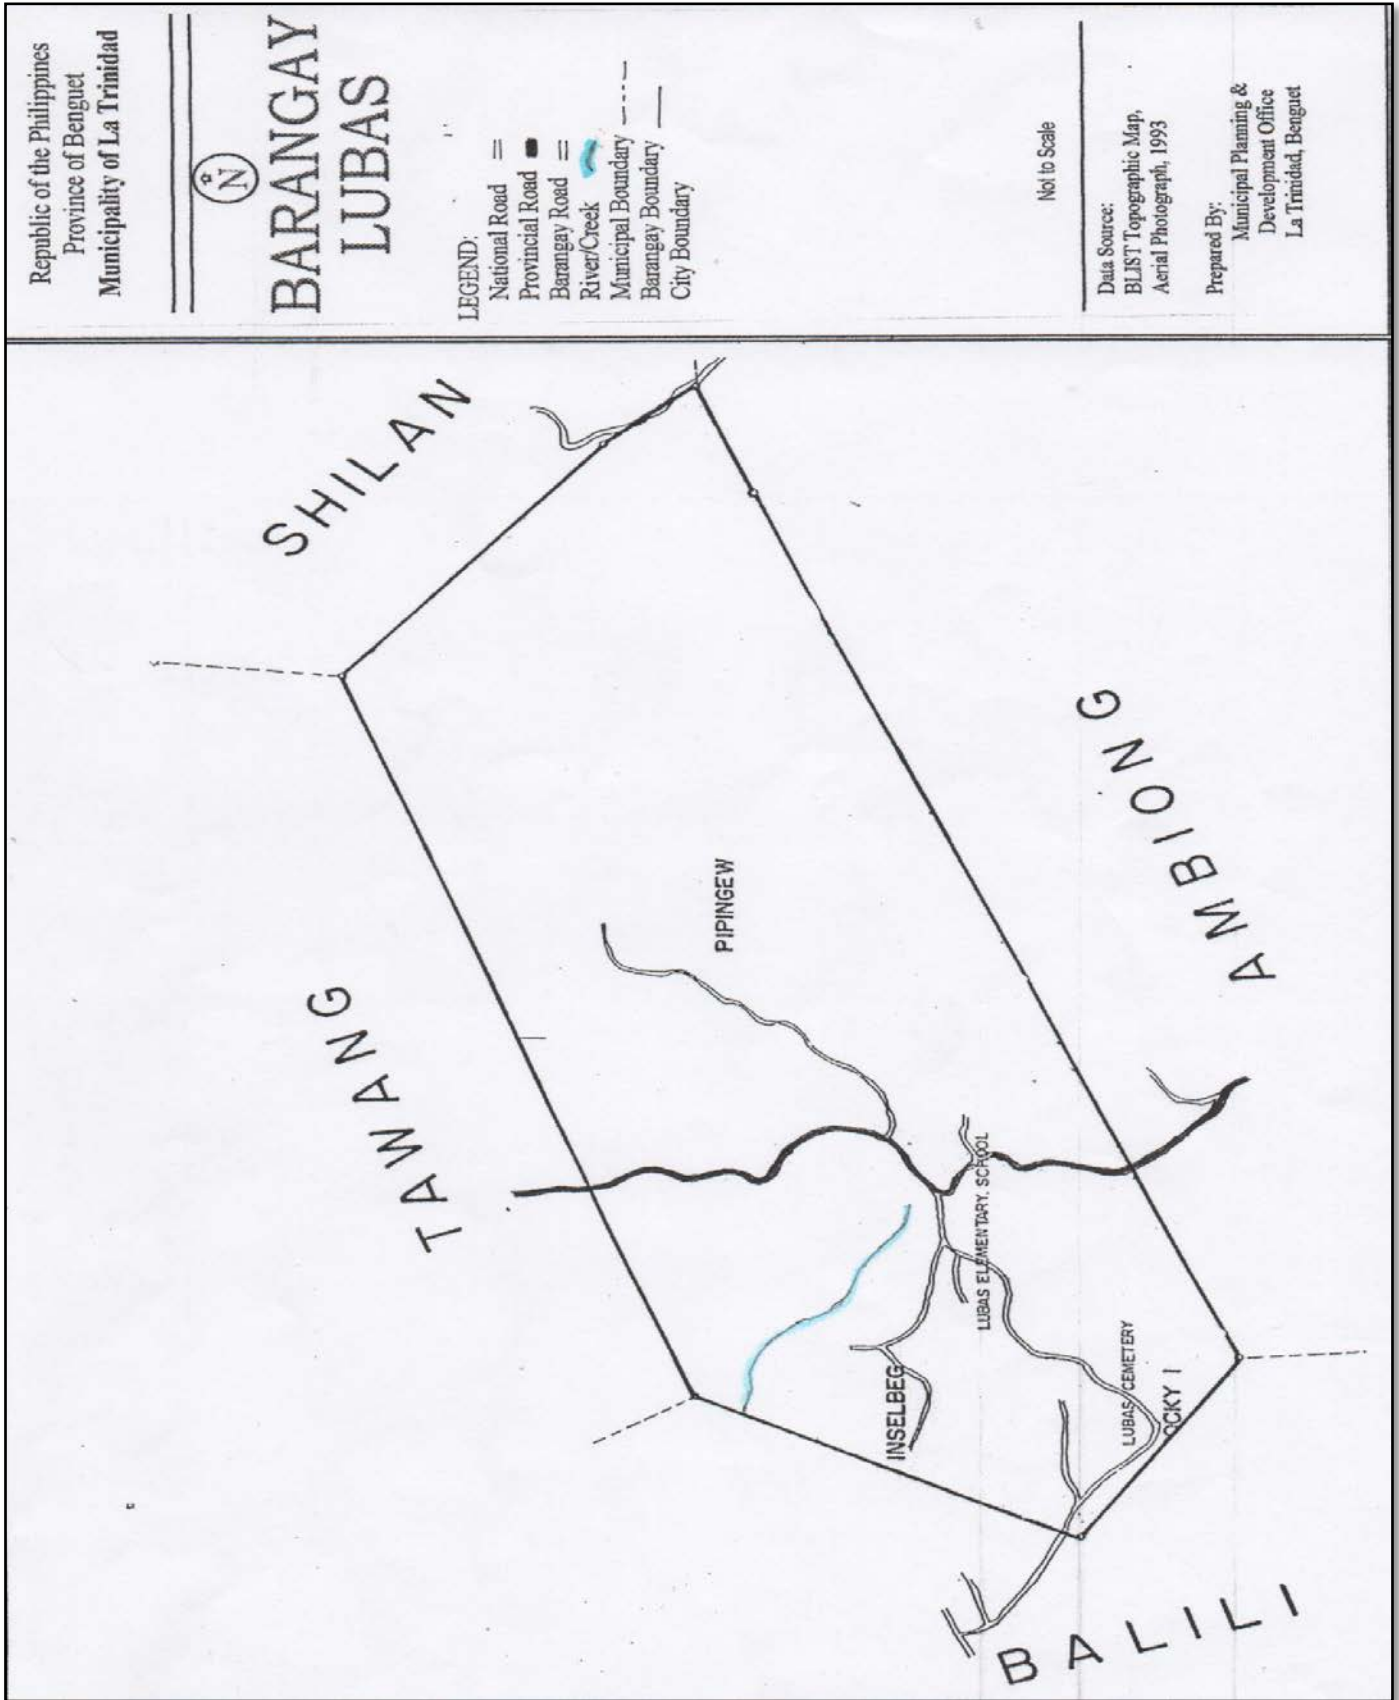 Republic of the Philippines
Province of Benguet
Municipality of La Trinidad
N
BARANGAY
LUBAS
LEGEND:
National Road
Provincial Road
Barangay Road
River/Creek
Municipal Boundary
Barangay Boundary
City Boundary
Not to Scale
Data Source:
BLIST Topographic Map,
Aerial Photograph, 1993
Prepared By:
Municipal Planning &
Development Office
La Trinidad, Benguet
SHILAN
TAWANG
PIPINGEW
AMBIONG
LUBAS ELEMENTARY. SCHOOL
INSELBEG
LUBAS CEMETERY
OCKY 1
BALILI